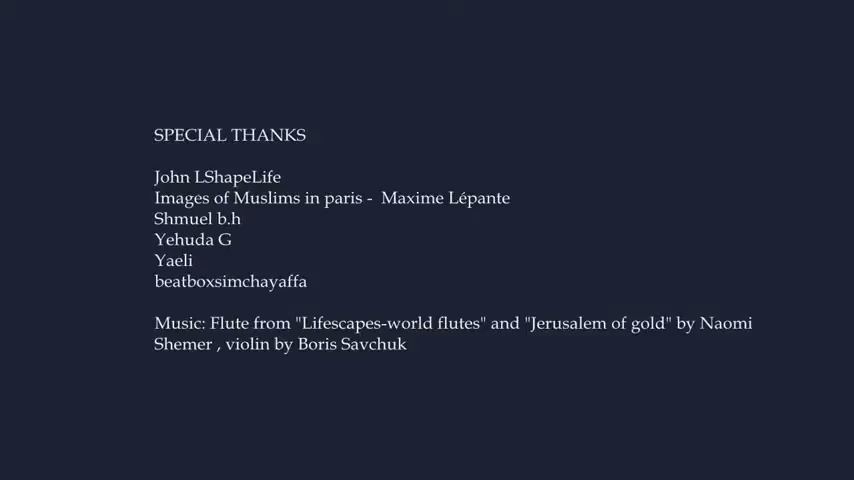 SPECIAL THANKS
John LShapeLife
Images of Muslims in paris -  Maxime Lépante
Shmuel b.h
Yehuda G
Yaeli
beatboxsimchayaffa
Music: Flute from "Lifescapes-world flutes" and "Jerusalem of gold" by Naomi
Shemer , violin by Boris Savchuk